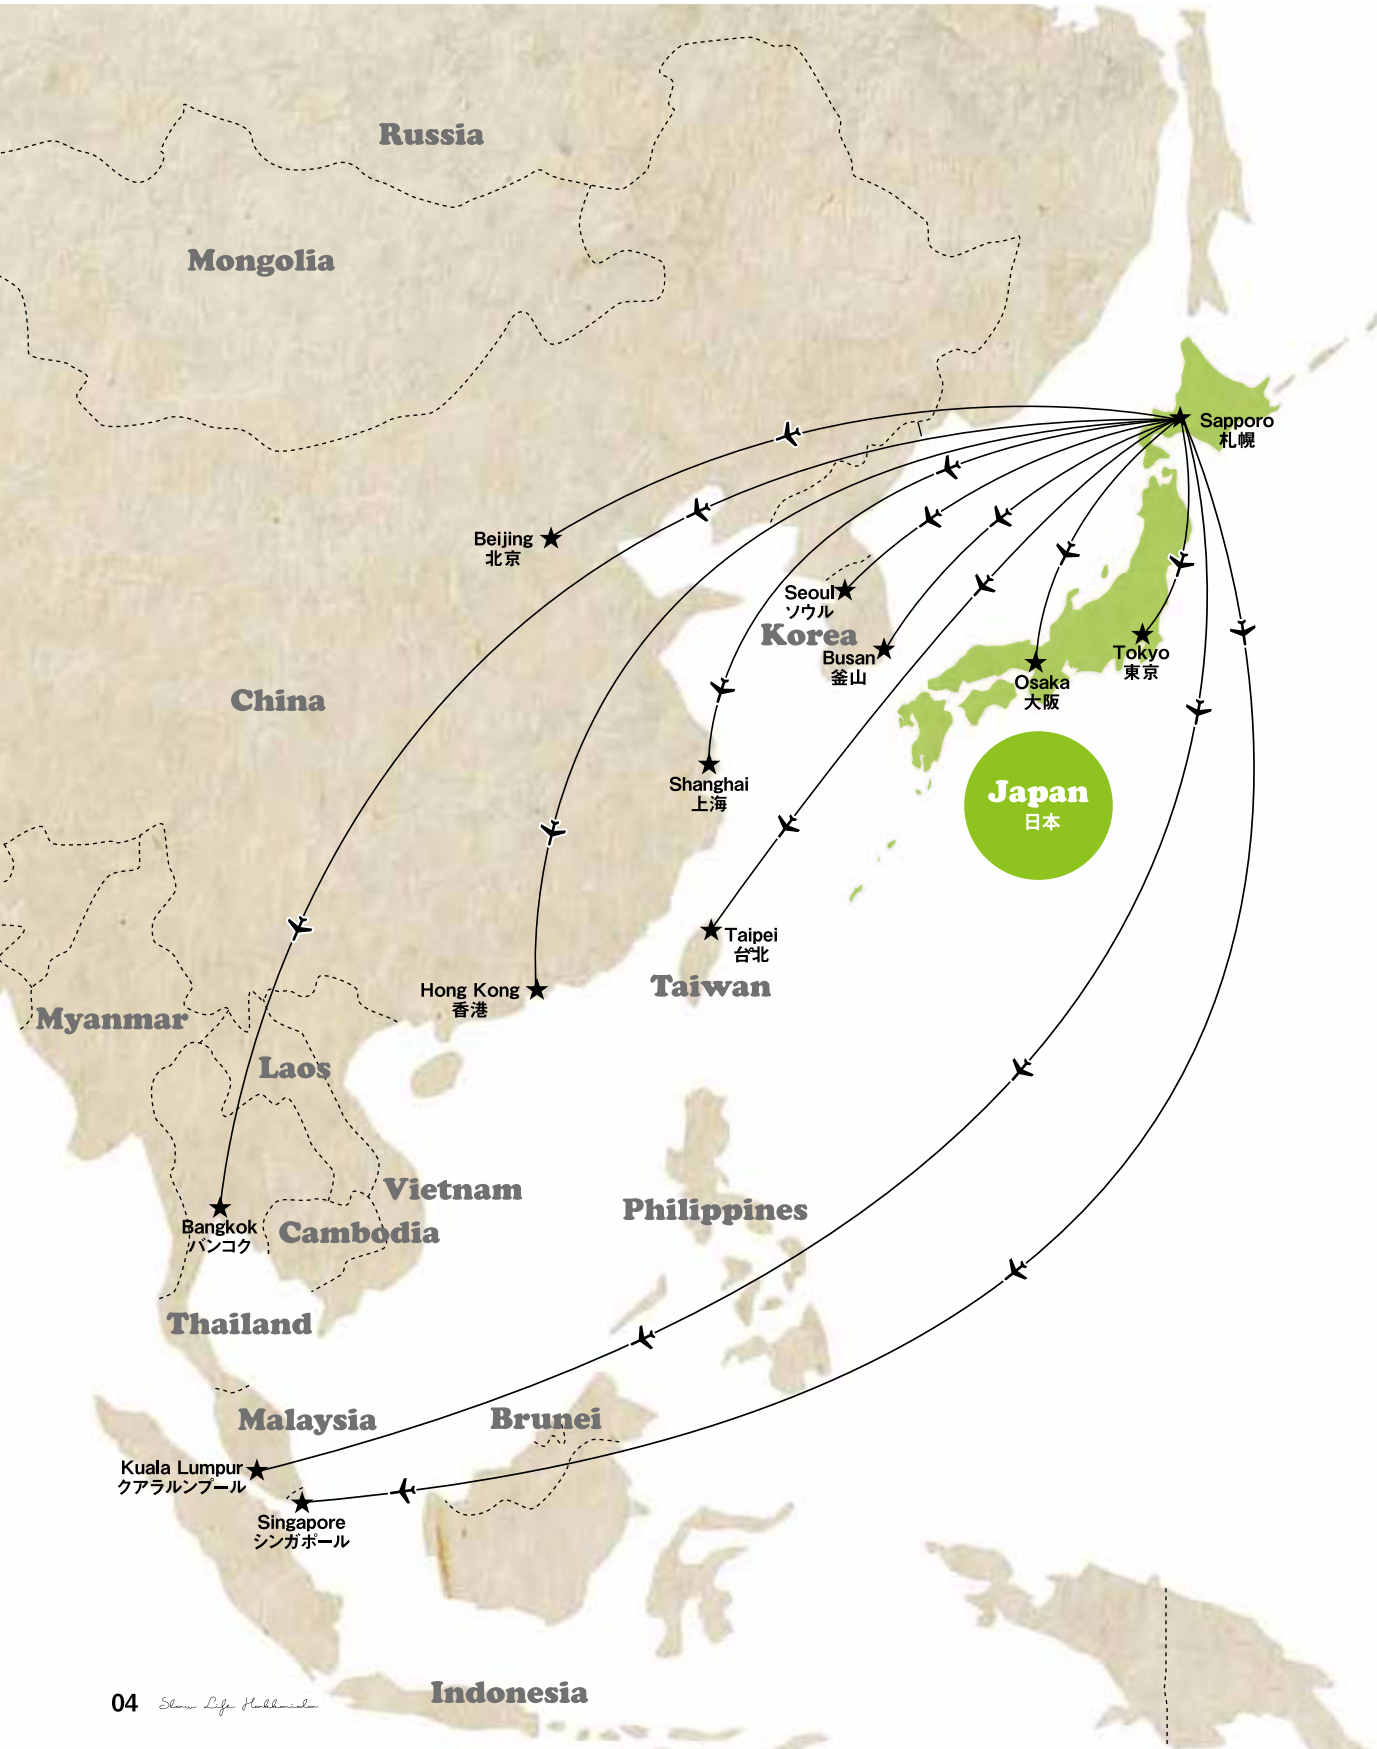 Russia
Mongolia
Sapporo
札幌
Beijing
北京
Seoul
ソウル
Korea
Busan
釜山
Tokyo
東京
Osaka
大阪
China
Shanghai
上海
Japan
日本
Taipei
台北
Taiwan
Hong Kong
香港
Myanmar
Laos
Vietnam
Philippines
Bangkok
バンコク
Cambodia
Thailand
Malaysia
Brunei
Kuala Lumpur
クアラルンプール
Singapore
シンガポール
Indonesia
04 Slow Life Hokkaido